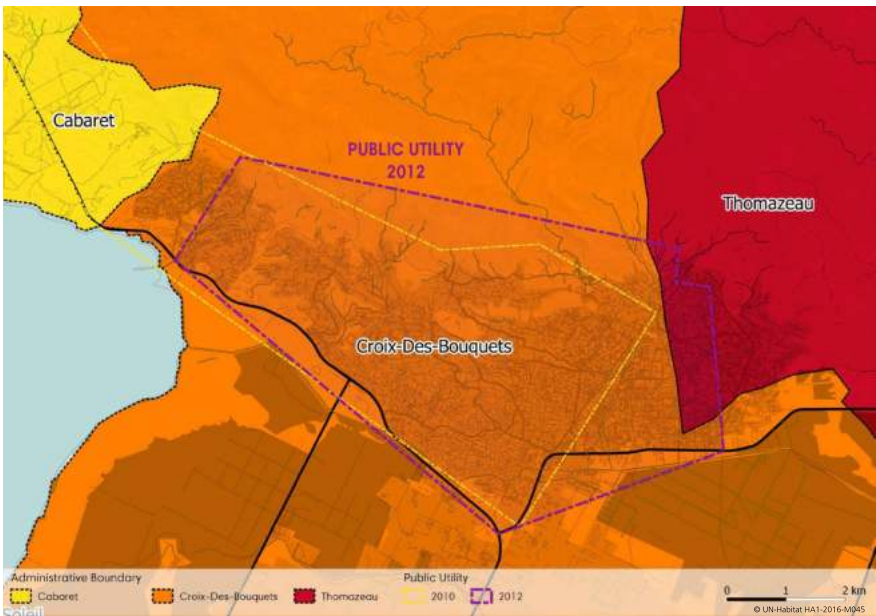 Cabaret
PUBLIC UTILITY
2012
Thomazeau
Croix-Des-Bouquets
Administrative Boundary
Cabaret
Croix-Des-Bouquets
Thomazeau
Public Utility
2010
2012
0 1 2 km
© UN-Habitat HA1-2016-M045
Soleil